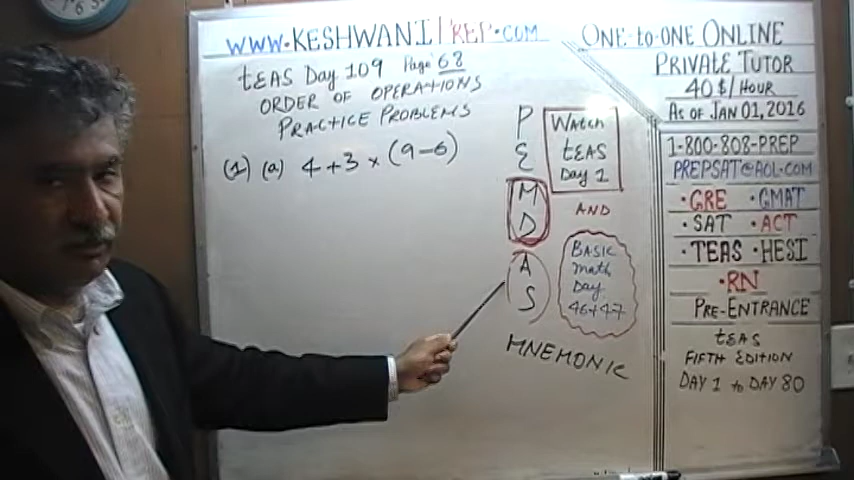 www.KESHWANI PREP.COM
TEAS Day 109 Page 68
ORDER OF OPERATIONS
PRACTICE PROBLEMS
(1) (a) 4+3×(9-6)
P
E
M
D
A
S
MNEMONIC
Watch
TEAS
Day 1
AND
BASIC
Math
Day
46+47
ONE-to-ONE ONLINE
PRIVATE TUTOR
40$/HOUR
AS OF JAN 01, 2016
1-800-808-PREP
PREPSAT@AOL.COM
•GRE •GMAT
•SAT •ACT
•TEAS •HESI
•RN
PRE-ENTRANCE
TEAS
FIFTH EDITION
DAY 1 to DAY 80